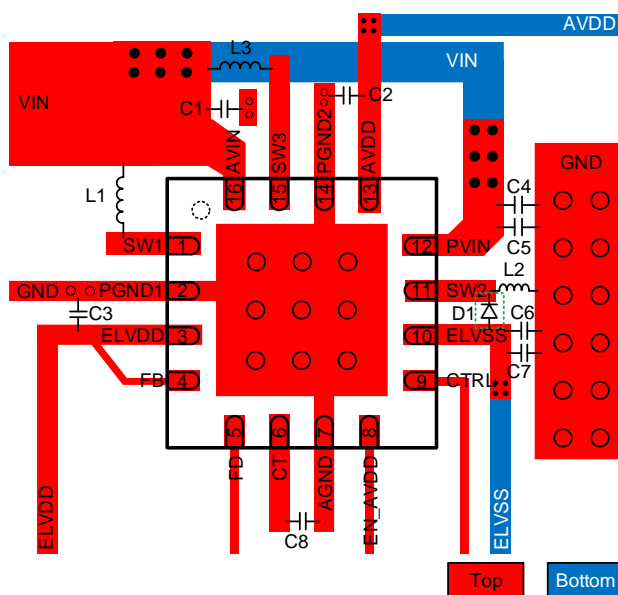 AVDD
L3
VIN
VIN
C1
C2
AVIN
SW3
PGND2
AVDD
GND
16
15
14
13
C4
L1
C5
SW1
1
12
PVIN
L2
GND
PGND1
2
11
SW2
C3
D1
C6
ELVDD
3
10
ELVSS
C7
FB
4
9
CTRL
5
6
7
8
FD
CT
AGND
EN_AVDD
ELVDD
ELVSS
C8
Top
Bottom